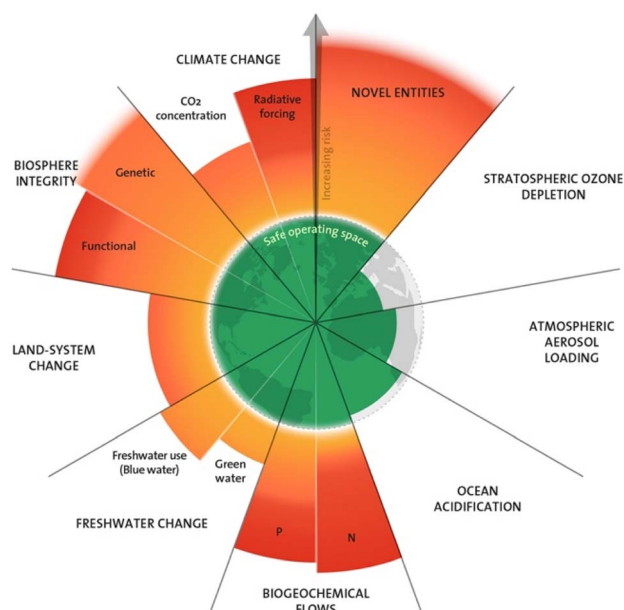 CLIMATE CHANGE
CO2
concentration
Radiative
forcing
NOVEL ENTITIES
Increasing risk
BIOSPHERE
INTEGRITY
Genetic
Functional
STRATOSPHERIC OZONE
DEPLETION
Safe operating space
LAND-SYSTEM
CHANGE
ATMOSPHERIC
AEROSOL
LOADING
Freshwater use
(Blue water)
Green
water
FRESHWATER CHANGE
P
N
OCEAN
ACIDIFICATION
BIOGEOCHEMICAL
FLOWS